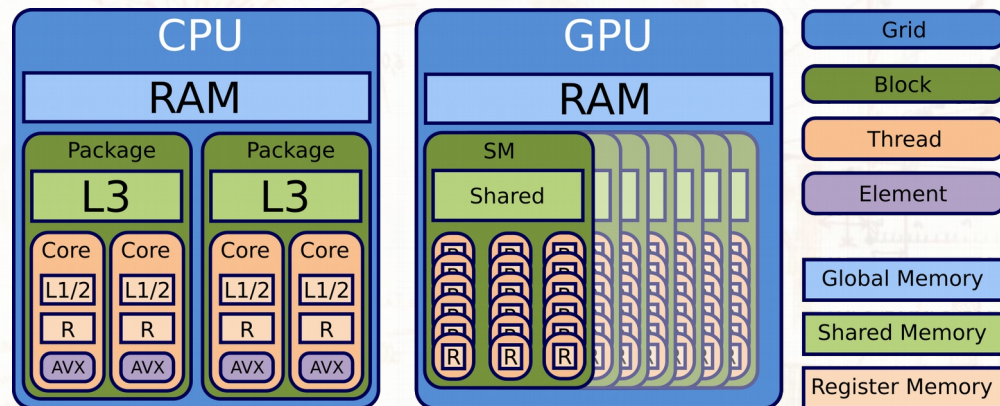 CPU
RAM
Package
L3
Core
L1/2
R
AVX
Core
L1/2
R
AVX
Package
L3
Core
L1/2
R
AVX
Core
L1/2
R
AVX
GPU
RAM
SM
Shared
R
R
R
Grid
Block
Thread
Element
Global Memory
Shared Memory
Register Memory